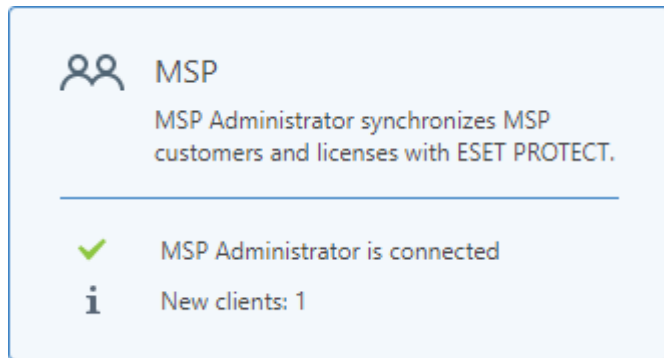 MSP
MSP Administrator synchronizes MSP
customers and licenses with ESET PROTECT.
MSP Administrator is connected
New clients: 1